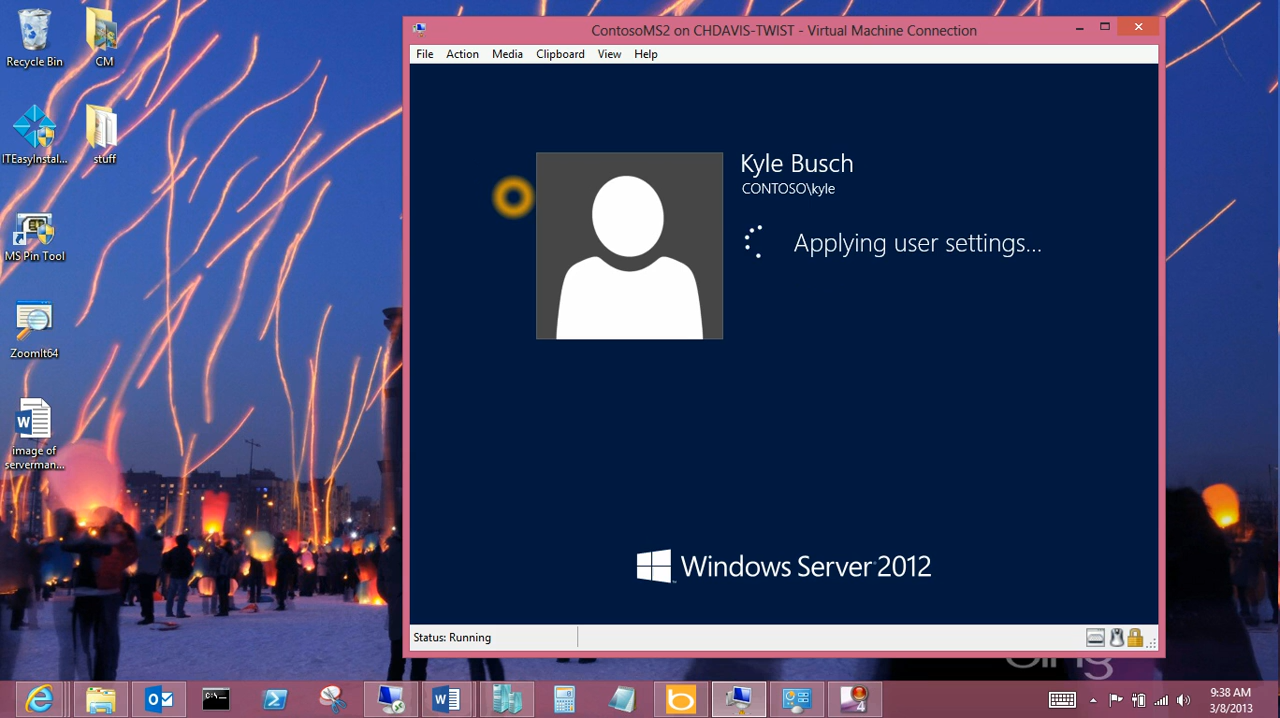 Recycle Bin
CM
ITEasyInstal...
stuff
MS Pin Tool
ZoomIt64
image of
serverman...
ContosoMS2 on CHDAVIS-TWIST - Virtual Machine Connection
File Action Media Clipboard View Help
Kyle Busch
CONTOSO\kyle
Applying user settings...
Windows Server 2012
Status: Running
bing
C:\
4
9:38 AM
3/8/2013